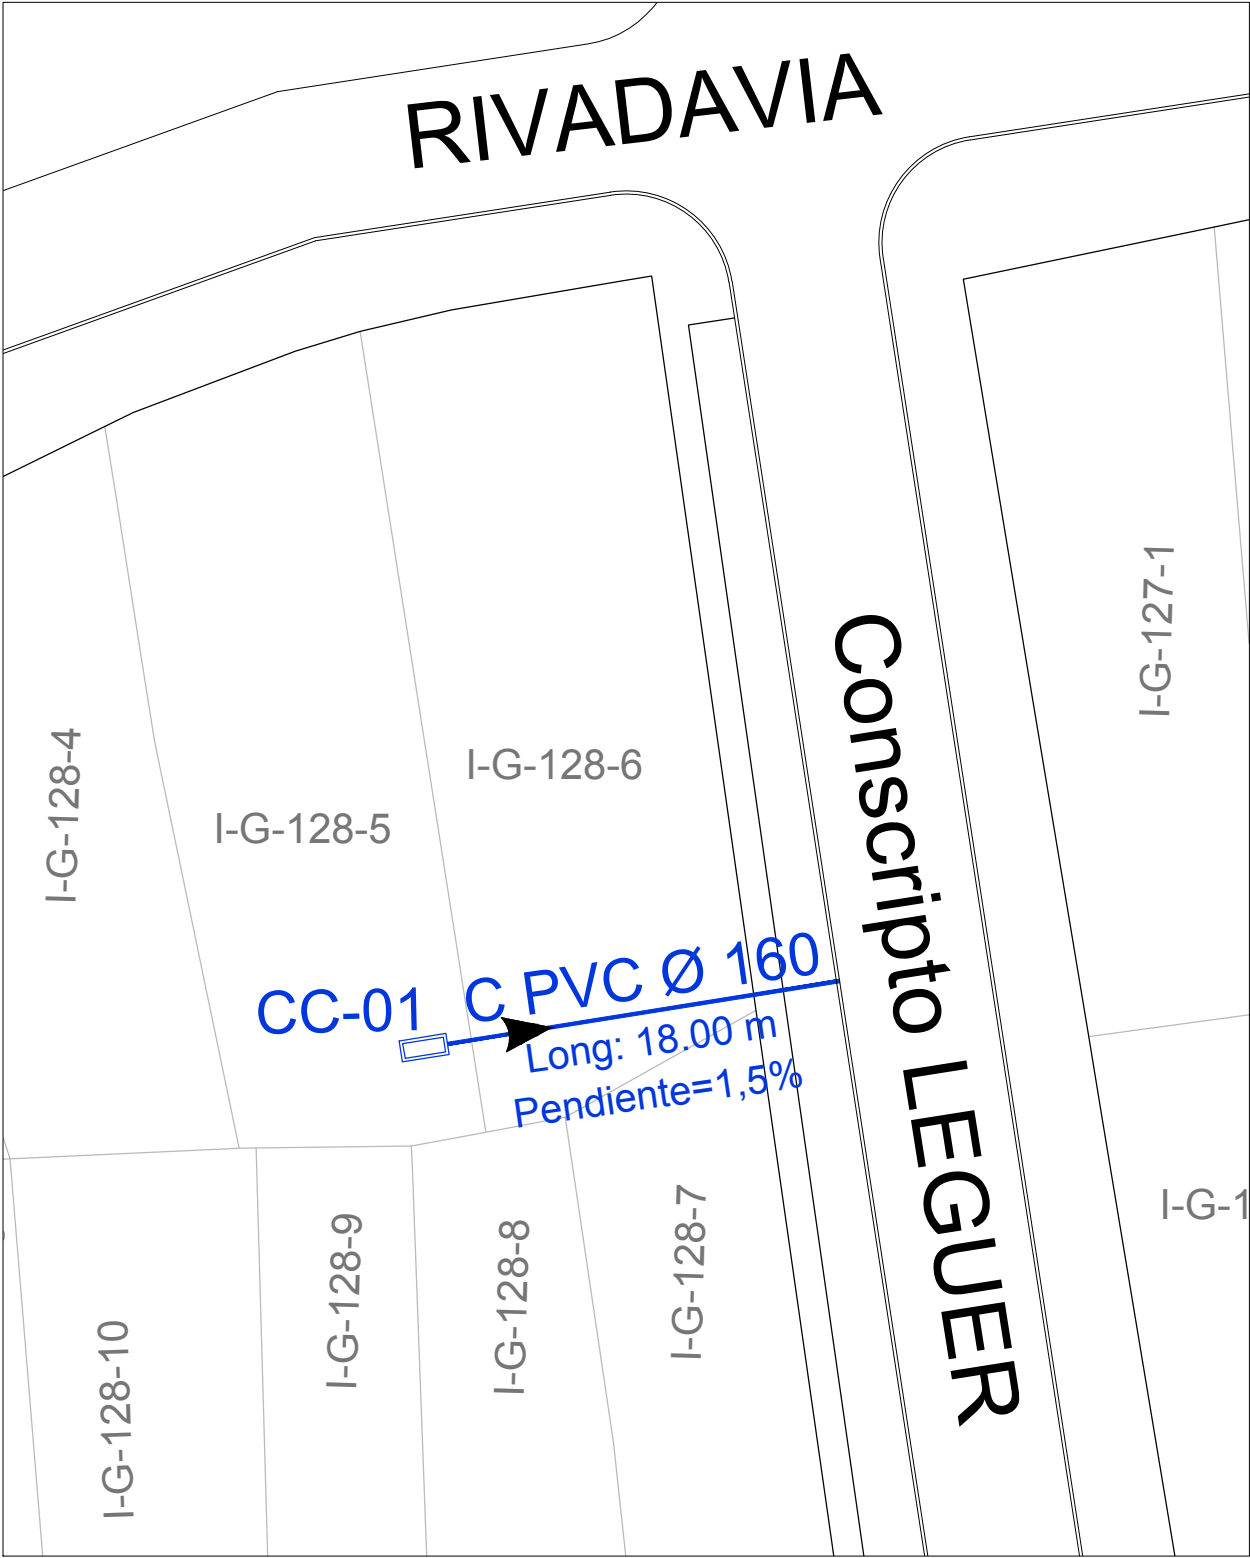 RIVADAVIA
Conscripto LEGUER
I-G-127-1
I-G-128-4
I-G-128-5
I-G-128-6
CC-01
C PVC Ø 160
Long: 18.00 m
Pendiente=1,5%
I-G-1
I-G-128-7
I-G-128-8
I-G-128-9
I-G-128-10